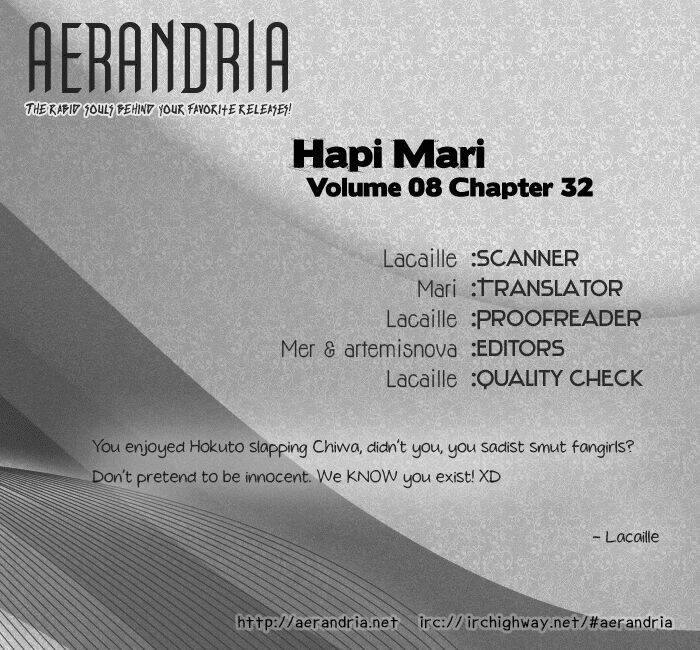 AERANDRIA
THE RABID SOULS BEHIND YOUR FAVORITE RELEASES!
Hapi Mari
Volume 08 Chapter 32
Lacaille :SCANNER
Mari :TRANSLATOR
Lacaille :PROOFREADER
Mer & artemisnova :EDITORS
Lacaille :QUALITY CHECK
You enjoyed Hokuto slapping Chiwa, didn't you, you sadist smut fangirls?
Don't pretend to be innocent. We KNOW you exist! XD
~ Lacaille
http://aerandria.net irc://irchighway.net/#aerandria